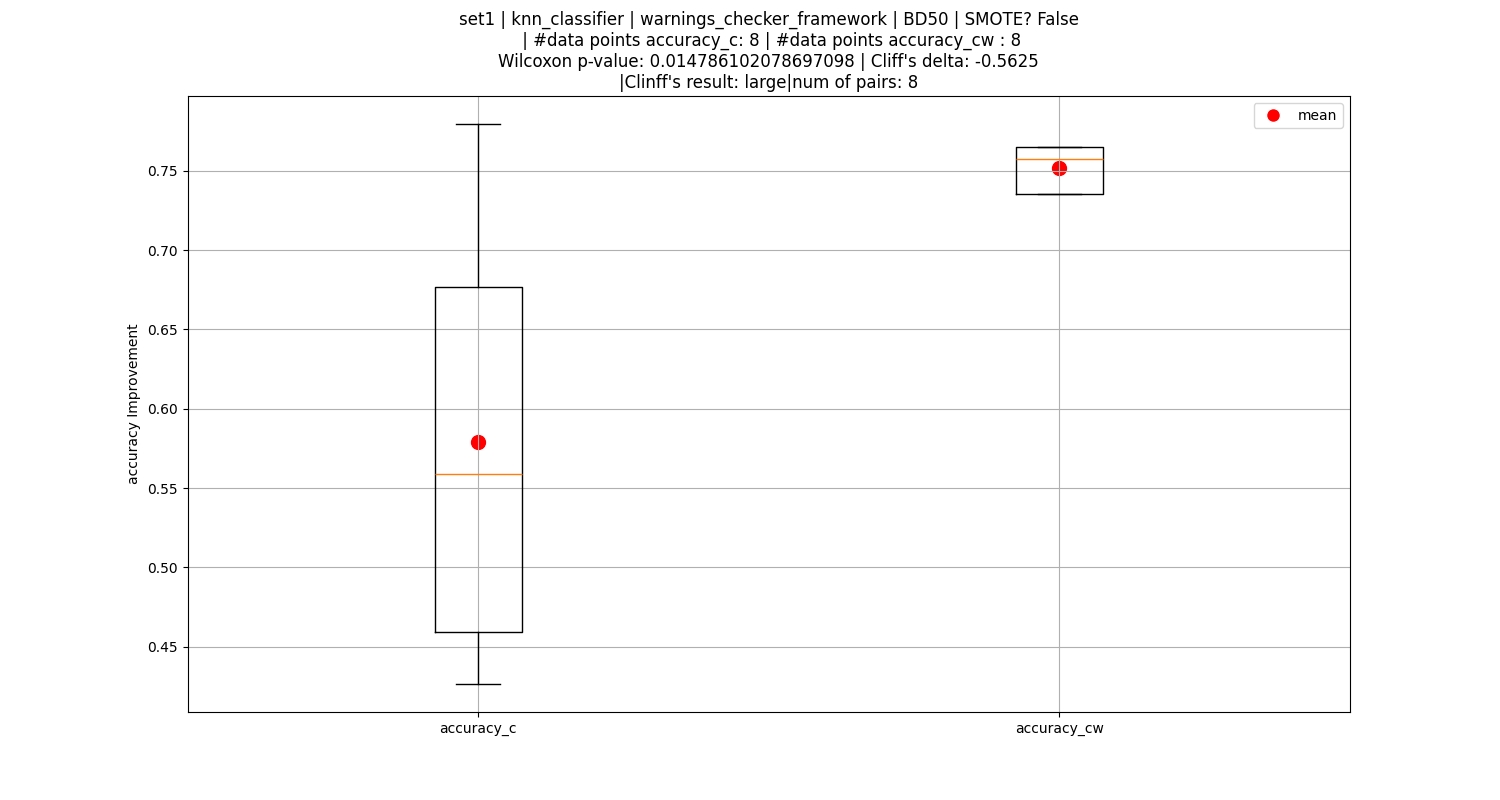 set1 | knn_classifier | warnings_checker_framework | BD50 | SMOTE? False
| #data points accuracy_c: 8 | #data points accuracy_cw : 8
Wilcoxon p-value: 0.014786102078697098 | Cliff's delta: -0.5625
|Clinff's result: large|num of pairs: 8
mean
accuracy Improvement
0.75
0.70
0.65
0.60
0.55
0.50
0.45
accuracy_c
accuracy_cw